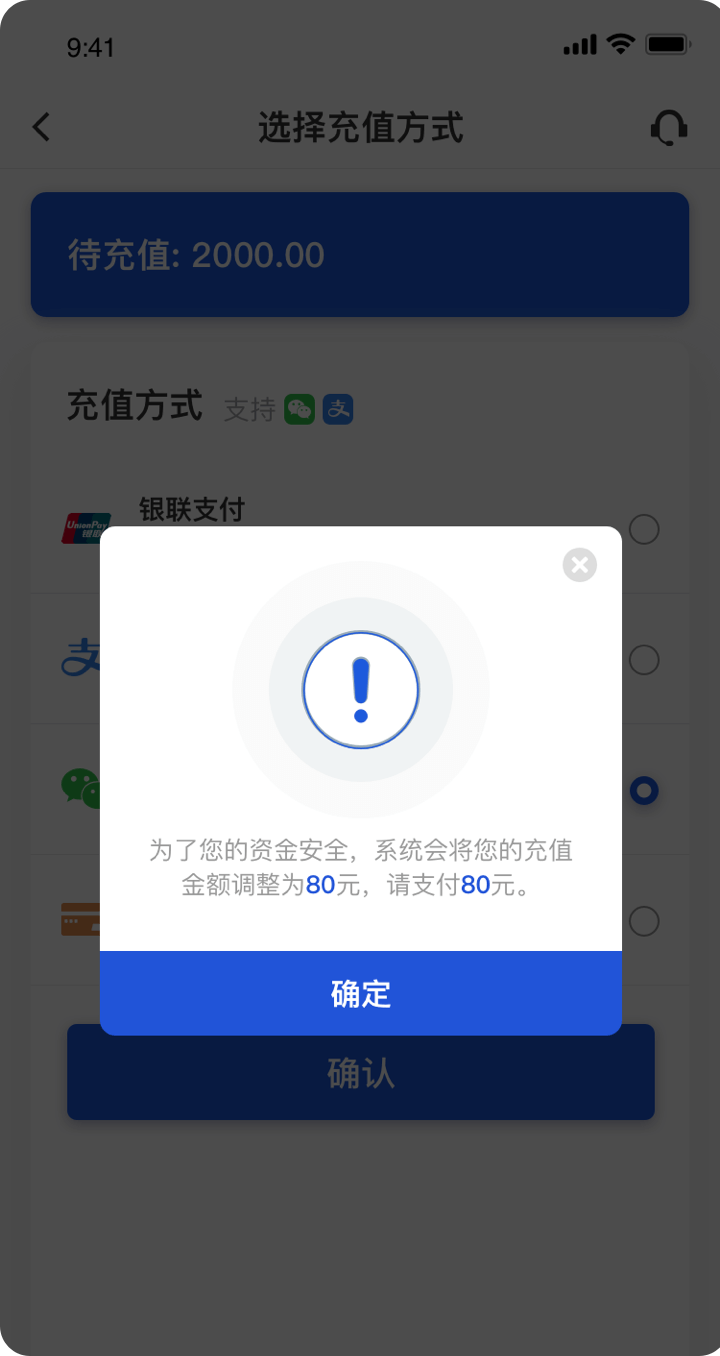 9:41
选择充值方式
待充值: 2000.00
充值方式 支持 支
银联支付
UnionPay
银联
支
为了您的资金安全，系统会将您的充值
金额调整为80元，请支付80元。
确定
确认